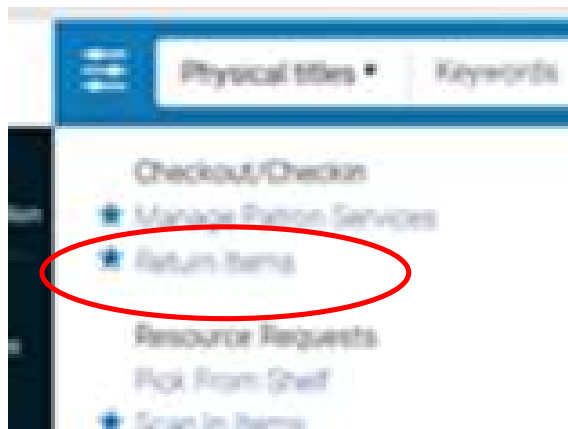 Physical titles Keywords
Checkout/Checkin
Manage Patron Services
Return Items
Resource Requests
Pick From Shelf
Scan In Items